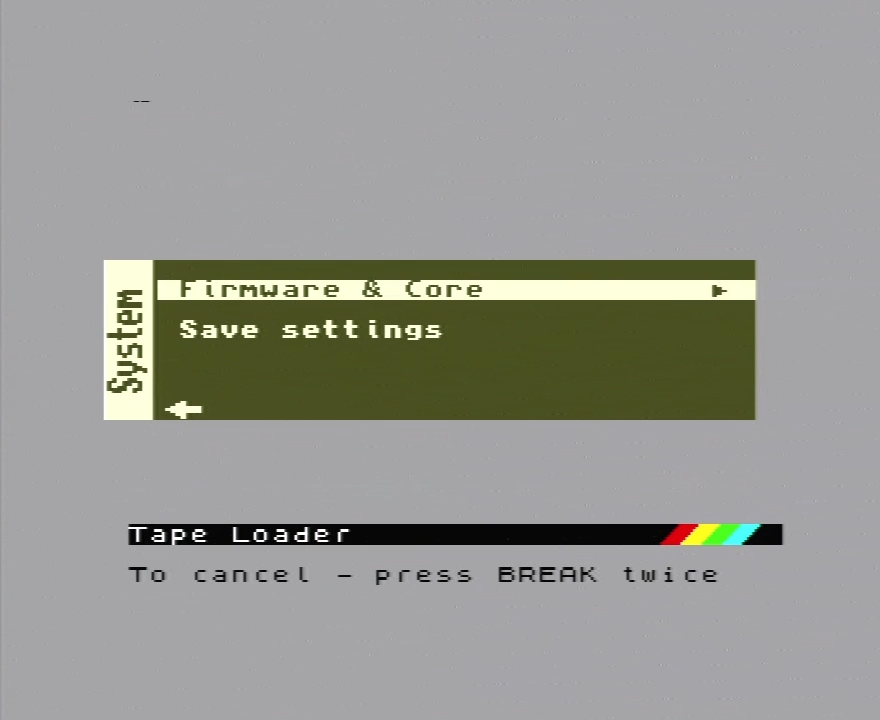 System
Firmware & Core
Save settings
Tape Loader
To cancel - press BREAK twice